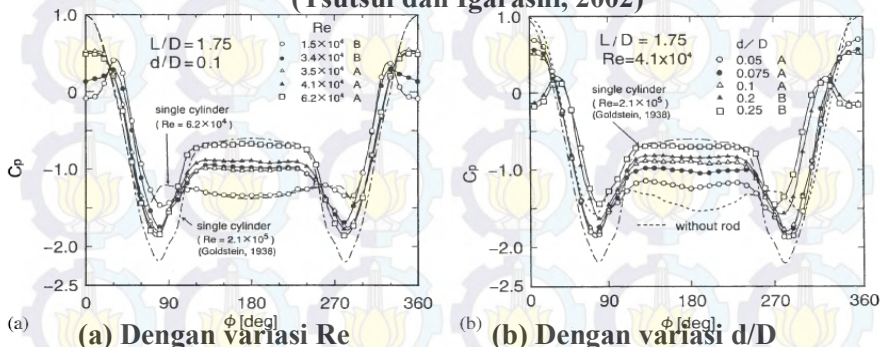 (Tsutsui dan Igarashi, 2002)
1.0
0
−1.0
−2.0
−2.5
Cp
L/D = 1.75
d/D = 0.1
Re
1.5×10⁴ B
3.4×10⁴ B
3.5×10⁴ A
4.1×10⁴ A
6.2×10⁴ A
single cylinder
( Re = 6.2×10⁴ )
single cylinder
( Re = 2.1×10⁵ )
(Goldstein, 1938)
0 90 180 270 360
ϕ [deg]
(a)
(a) Dengan variasi Re
1.0
0
−1.0
−2.0
−2.5
Cp
L/D = 1.75
Re=4.1x10⁴
d/D
0.05 A
0.075 A
0.1 A
0.2 B
0.25 B
single cylinder
(Re=2.1×10⁵)
(Goldstein, 1938)
without rod
0 90 180 270 360
ϕ [deg]
(b)
(b) Dengan variasi d/D